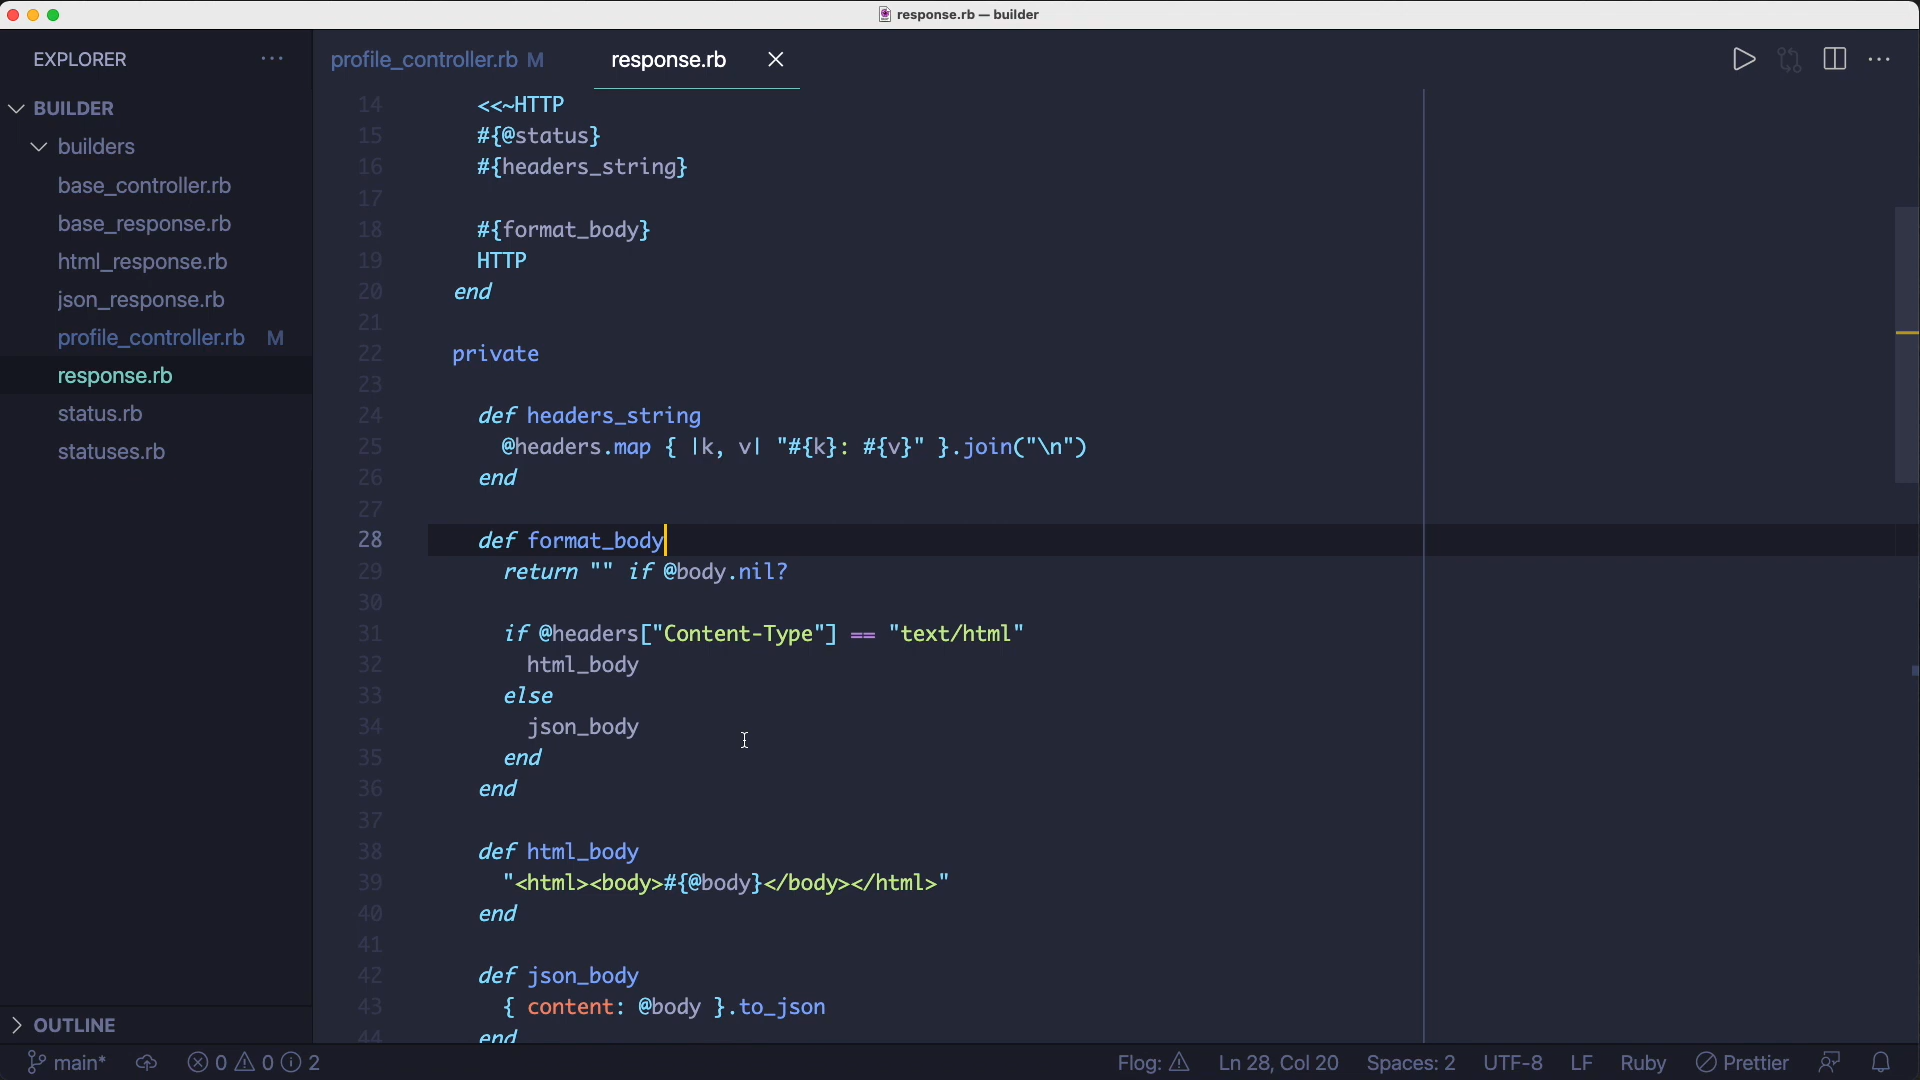 response.rb — builder
EXPLORER
BUILDER
builders
base_controller.rb
base_response.rb
html_response.rb
json_response.rb
profile_controller.rb M
response.rb
status.rb
statuses.rb
OUTLINE
profile_controller.rb M
response.rb
14 <<~HTTP
15 #{@status}
16 #{headers_string}
17
18 #{format_body}
19 HTTP
20 end
21
22 private
23
24 def headers_string
25 @headers.map { |k, v| "#{k}: #{v}" }.join("\n")
26 end
27
28 def format_body
29 return "" if @body.nil?
30
31 if @headers["Content-Type"] == "text/html"
32 html_body
33 else
34 json_body
35 end
36 end
37
38 def html_body
39 "<html><body>#{@body}</body></html>"
40 end
41
42 def json_body
43 { content: @body }.to_json
44 end
main* 0 0 2 Flog: Ln 28, Col 20 Spaces: 2 UTF-8 LF Ruby Prettier